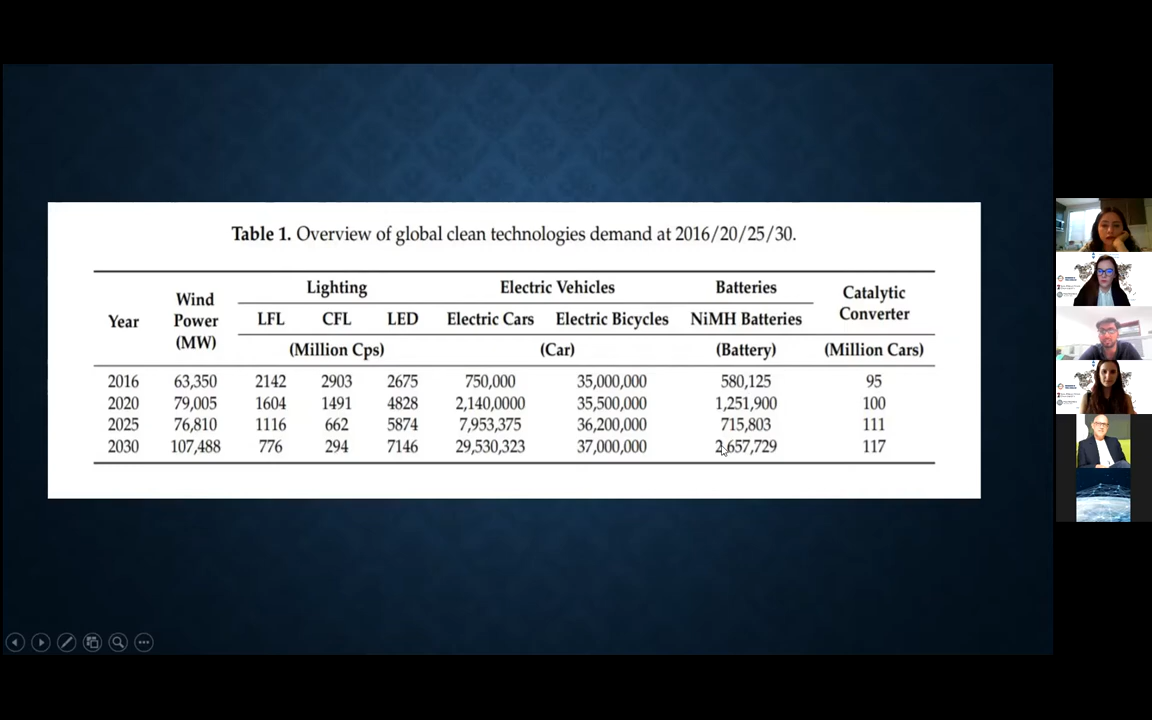 Table 1. Overview of global clean technologies demand at 2016/20/25/30.
Year Wind Power (MW) Lighting Electric Vehicles Batteries Catalytic Converter
LFL CFL LED Electric Cars Electric Bicycles NiMH Batteries
(Million Cps) (Car) (Battery) (Million Cars)
2016 63,350 2142 2903 2675 750,000 35,000,000 580,125 95
2020 79,005 1604 1491 4828 2,140,0000 35,500,000 1,251,900 100
2025 76,810 1116 662 5874 7,953,375 36,200,000 715,803 111
2030 107,488 776 294 7146 29,530,323 37,000,000 2,657,729 117